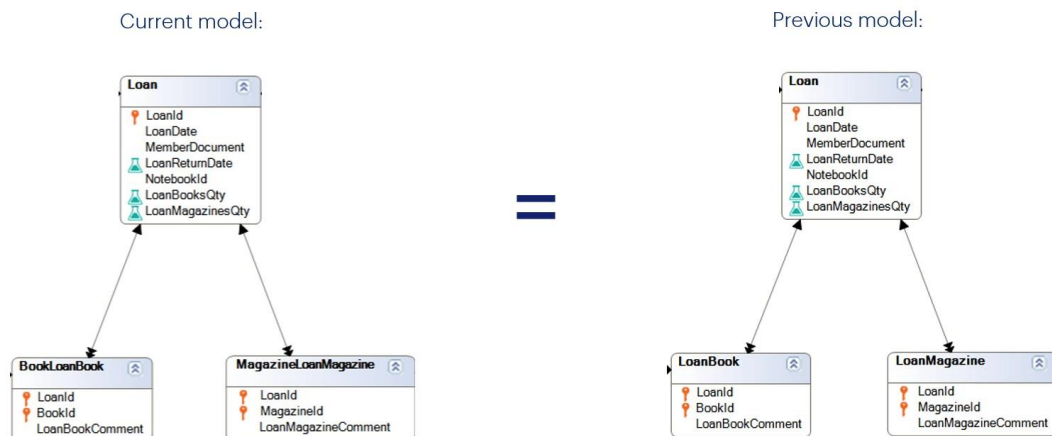 Current model:
Loan
LoanId
LoanDate
MemberDocument
LoanReturnDate
NotebookId
LoanBooksQty
LoanMagazinesQty
BookLoanBook
LoanId
BookId
LoanBookComment
MagazineLoanMagazine
LoanId
MagazineId
LoanMagazineComment
=
Previous model:
Loan
LoanId
LoanDate
MemberDocument
LoanReturnDate
NotebookId
LoanBooksQty
LoanMagazinesQty
LoanBook
LoanId
BookId
LoanBookComment
LoanMagazine
LoanId
MagazineId
LoanMagazineComment